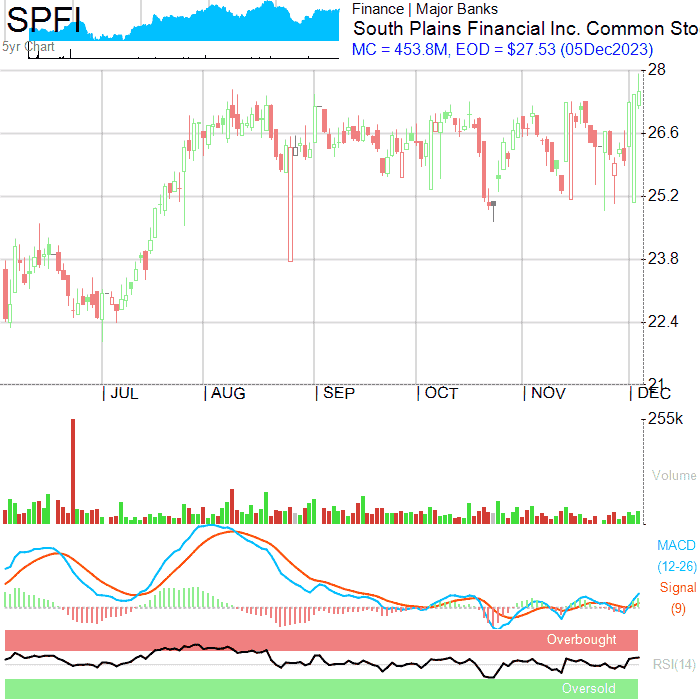 SPFI
5yr Chart
Finance | Major Banks
South Plains Financial Inc. Common Sto
MC = 453.8M, EOD = $27.53 (05Dec2023)
28
26.6
25.2
23.8
22.4
21
| JUL | AUG | SEP | OCT | NOV | DEC
255k
Volume
MACD
(12-26)
Signal
(9)
Overbought
RSI(14)
Oversold